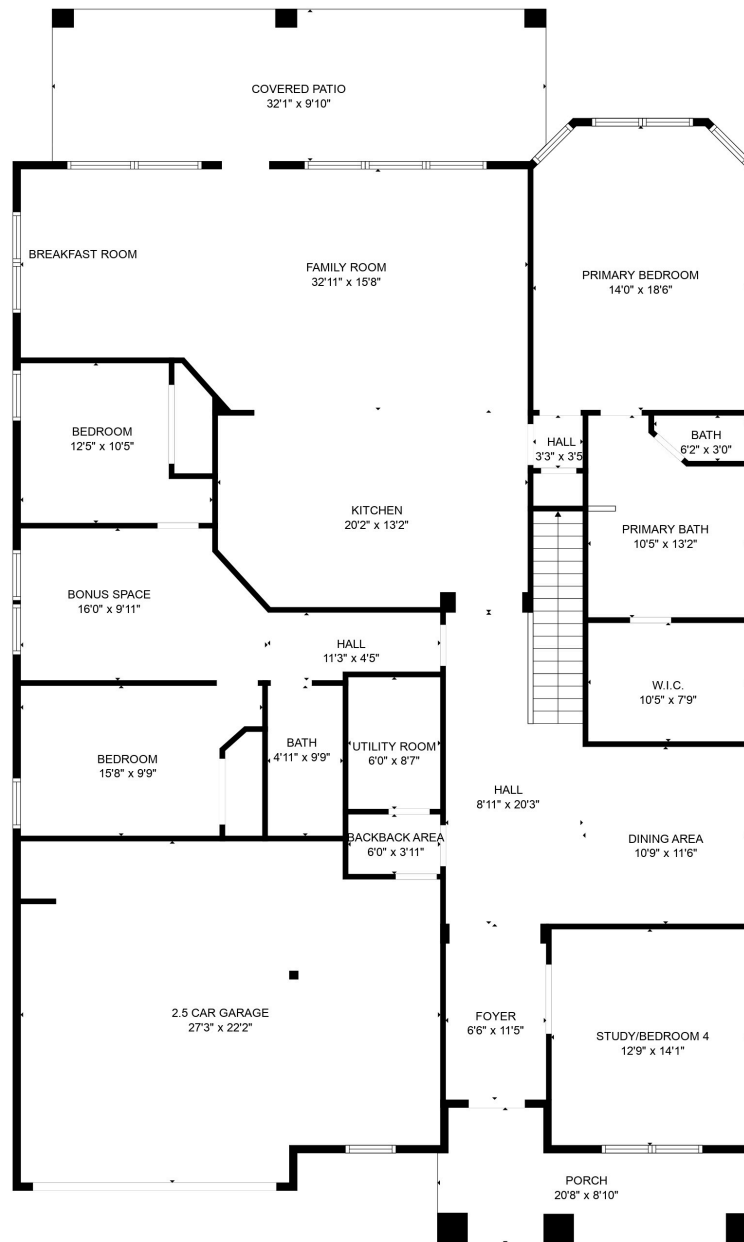 COVERED PATIO
32'1" x 9'10"
BREAKFAST ROOM
FAMILY ROOM
32'11" x 15'8"
PRIMARY BEDROOM
14'0" x 18'6"
BEDROOM
12'5" x 10'5"
HALL
3'3" x 3'5
BATH
6'2" x 3'0"
KITCHEN
20'2" x 13'2"
PRIMARY BATH
10'5" x 13'2"
BONUS SPACE
16'0" x 9'11"
HALL
11'3" x 4'5"
W.I.C.
10'5" x 7'9"
BEDROOM
15'8" x 9'9"
BATH
4'11" x 9'9"
UTILITY ROOM
6'0" x 8'7"
HALL
8'11" x 20'3"
BACKBACK AREA
6'0" x 3'11"
DINING AREA
10'9" x 11'6"
2.5 CAR GARAGE
27'3" x 22'2"
FOYER
6'6" x 11'5"
STUDY/BEDROOM 4
12'9" x 14'1"
PORCH
20'8" x 8'10"